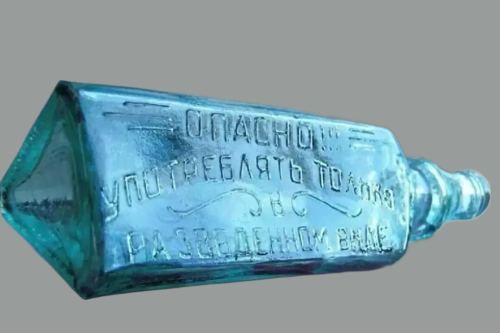 ОПАСНО!!!
УПОТРЕБЛЯТЬ ТОЛЬКО
В
РАЗВЕДЕННОМ ВИДЕ